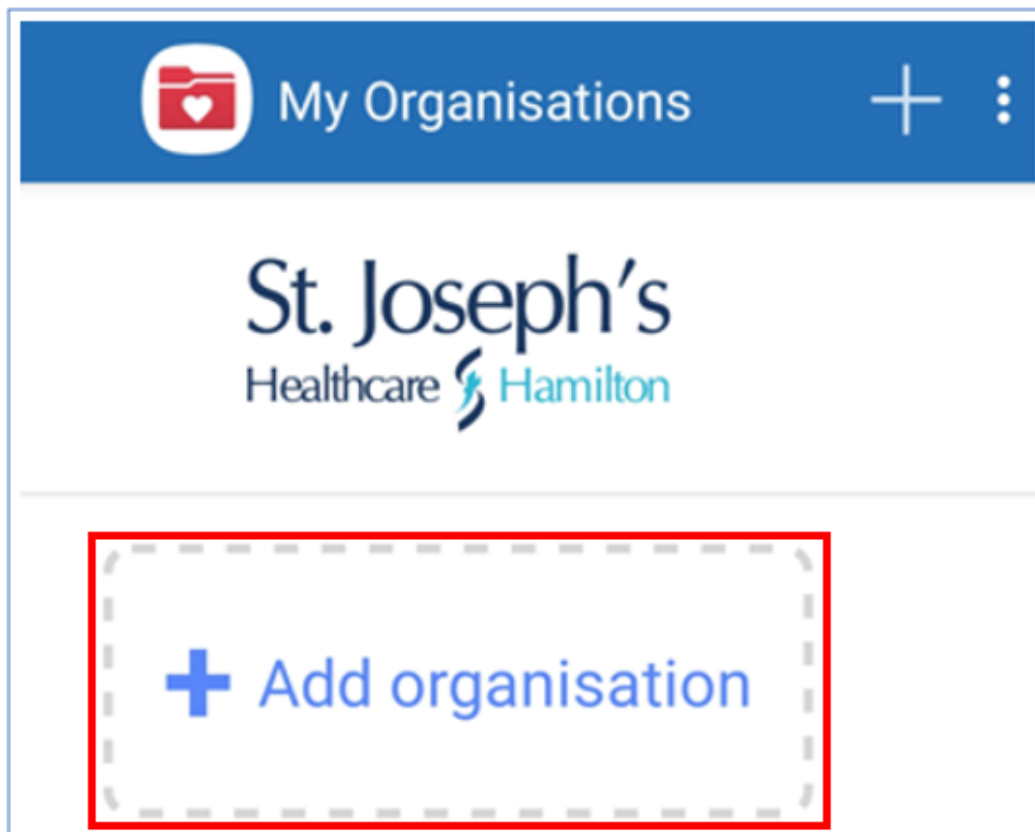 My Organisations
St. Joseph's
Healthcare Hamilton
Add organisation